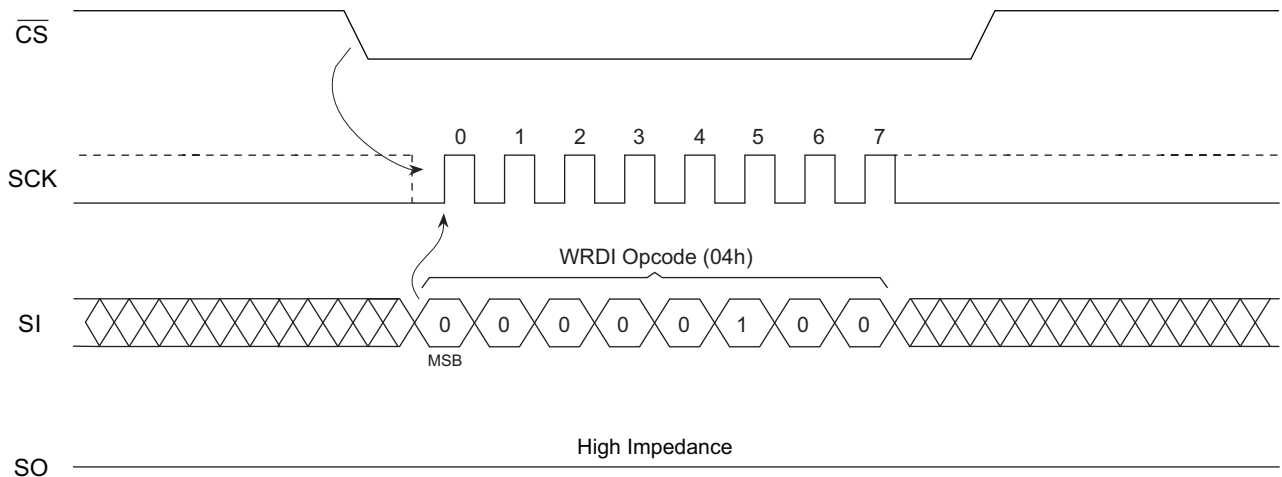 CS
0 1 2 3 4 5 6 7
SCK
WRDI Opcode (04h)
SI
0 0 0 0 0 1 0 0
MSB
High Impedance
SO